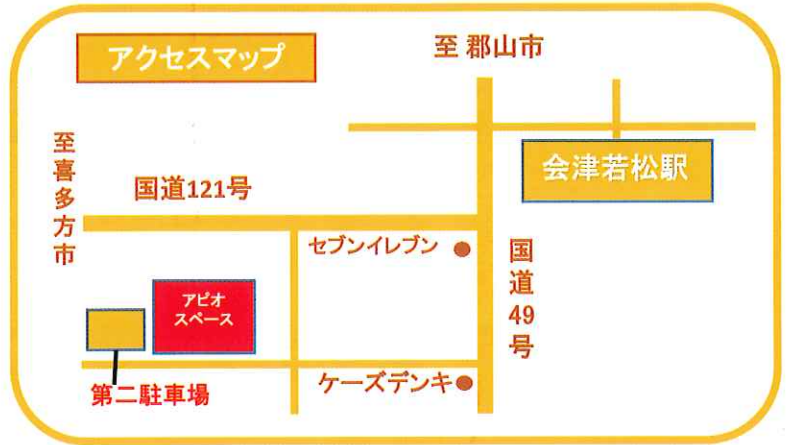 アクセスマップ
至 郡山市
至喜多方市
会津若松駅
国道121号
セブンイレブン
国道49号
アピオ
スペース
第二駐車場
ケーズデンキ